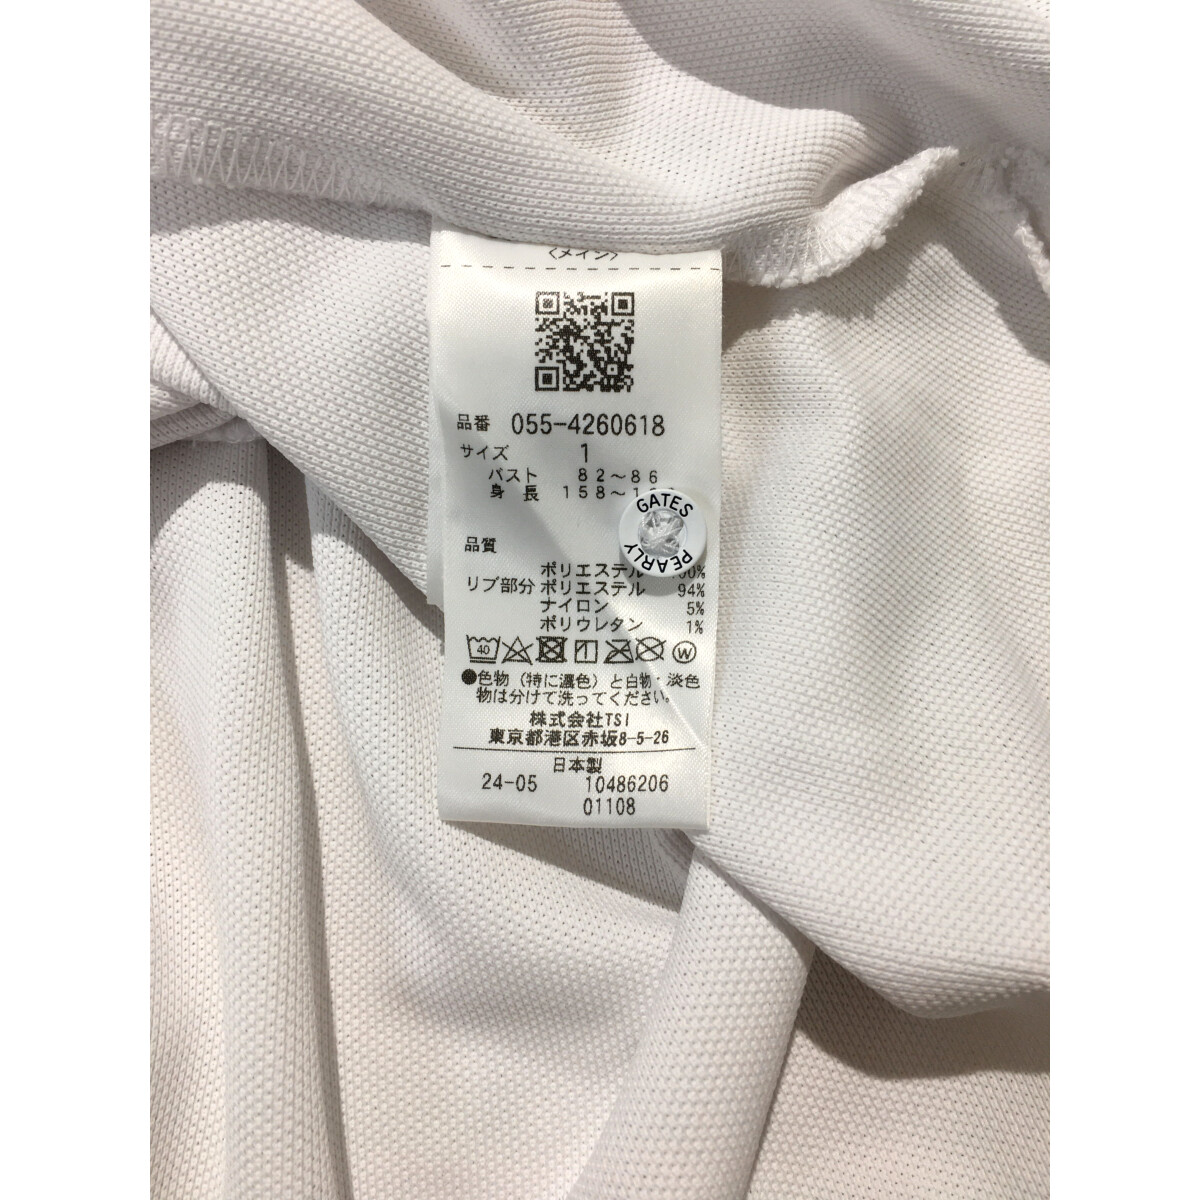 〈メイン〉
品番 055-4260618
サイズ 1
バスト 82～86
身長 158～1
GATES
PEARLY
品質
ポリエステル 100%
リブ部分 ポリエステル 94%
ナイロン 5%
ポリウレタン 1%
40
W
●色物（特に濃色）と白物・淡色
物は分けて洗ってください。
株式会社TSI
東京都港区赤坂8-5-26
日本製
24-05 10486206
01108